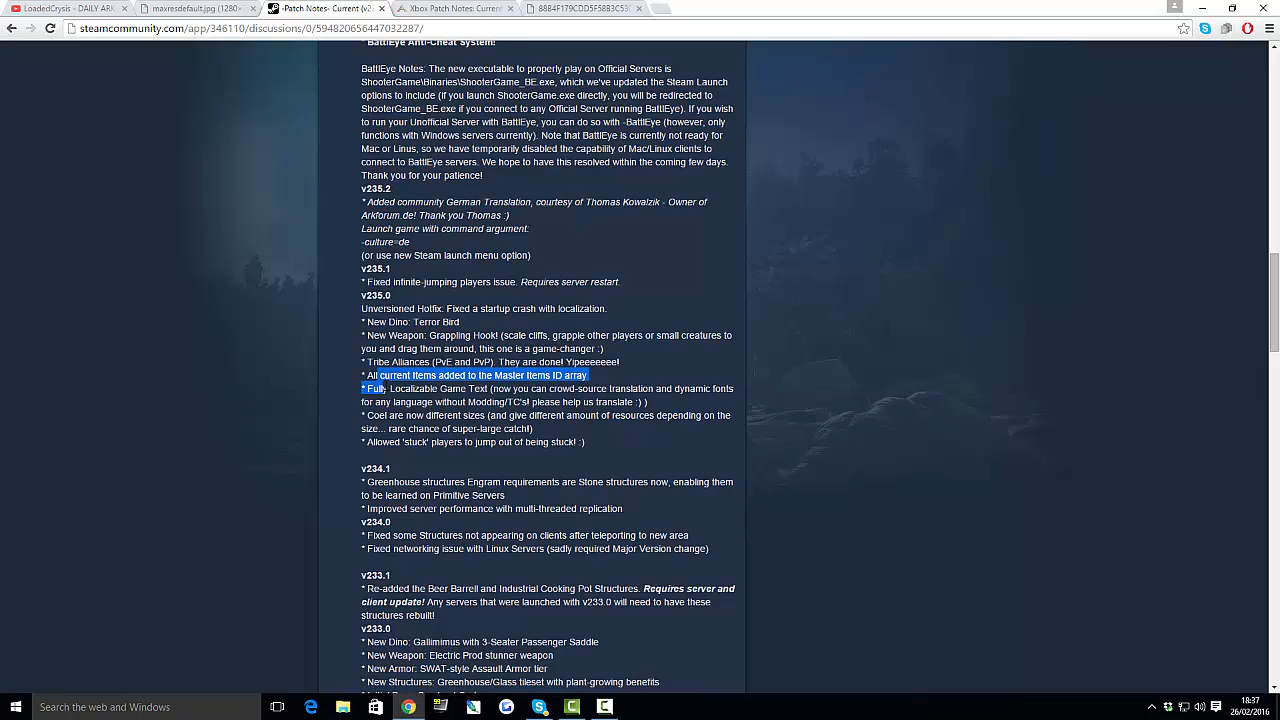 LoadedCrysis - DAILY ARK
maxresdefault.jpg (1280×
-Patch Notes- Current (v2
Xbox Patch Notes: Current
88B4F179CDD5F58B3C53
steamcommunity.com/app/346110/discussions/0/594820656447032287/
* BattlEye Anti-Cheat System!
BattlEye Notes: The new executable to properly play on Official Servers is
ShooterGame\Binaries\ShooterGame_BE.exe, which we've updated the Steam Launch
options to include (if you launch ShooterGame.exe directly, you will be redirected to
ShooterGame_BE.exe if you connect to any Official Server running BattlEye). If you wish
to run your Unofficial Server with BattlEye, you can do so with -BattlEye (however, only
functions with Windows servers currently). Note that BattlEye is currently not ready for
Mac or Linus, so we have temporarily disabled the capability of Mac/Linux clients to
connect to BattlEye servers. We hope to have this resolved within the coming few days.
Thank you for your patience!
v235.2
* Added community German Translation, courtesy of Thomas Kowalzik - Owner of
Arkforum.de! Thank you Thomas :)
Launch game with command argument:
-culture=de
(or use new Steam launch menu option)
v235.1
* Fixed infinite-jumping players issue. Requires server restart.
v235.0
Unversioned Hotfix: Fixed a startup crash with localization.
* New Dino: Terror Bird
* New Weapon: Grappling Hook! (scale cliffs, grapple other players or small creatures to
you and drag them around, this one is a game-changer :)
* Tribe Alliances (PvE and PvP). They are done! Yipeeeeeee!
* All current Items added to the Master Items ID array
* Fully Localizable Game Text (now you can crowd-source translation and dynamic fonts
for any language without Modding/TC's! please help us translate :) )
* Coel are now different sizes (and give different amount of resources depending on the
size... rare chance of super-large catch!)
* Allowed 'stuck' players to jump out of being stuck! :)
v234.1
* Greenhouse structures Engram requirements are Stone structures now, enabling them
to be learned on Primitive Servers
* Improved server performance with multi-threaded replication
v234.0
* Fixed some Structures not appearing on clients after teleporting to new area
* Fixed networking issue with Linux Servers (sadly required Major Version change)
v233.1
* Re-added the Beer Barrell and Industrial Cooking Pot Structures. Requires server and
client update! Any servers that were launched with v233.0 will need to have these
structures rebuilt!
v233.0
* New Dino: Gallimimus with 3-Seater Passenger Saddle
* New Weapon: Electric Prod stunner weapon
* New Armor: SWAT-style Assault Armor tier
* New Structures: Greenhouse/Glass tileset with plant-growing benefits
Search the web and Windows
18:37
26/02/2016